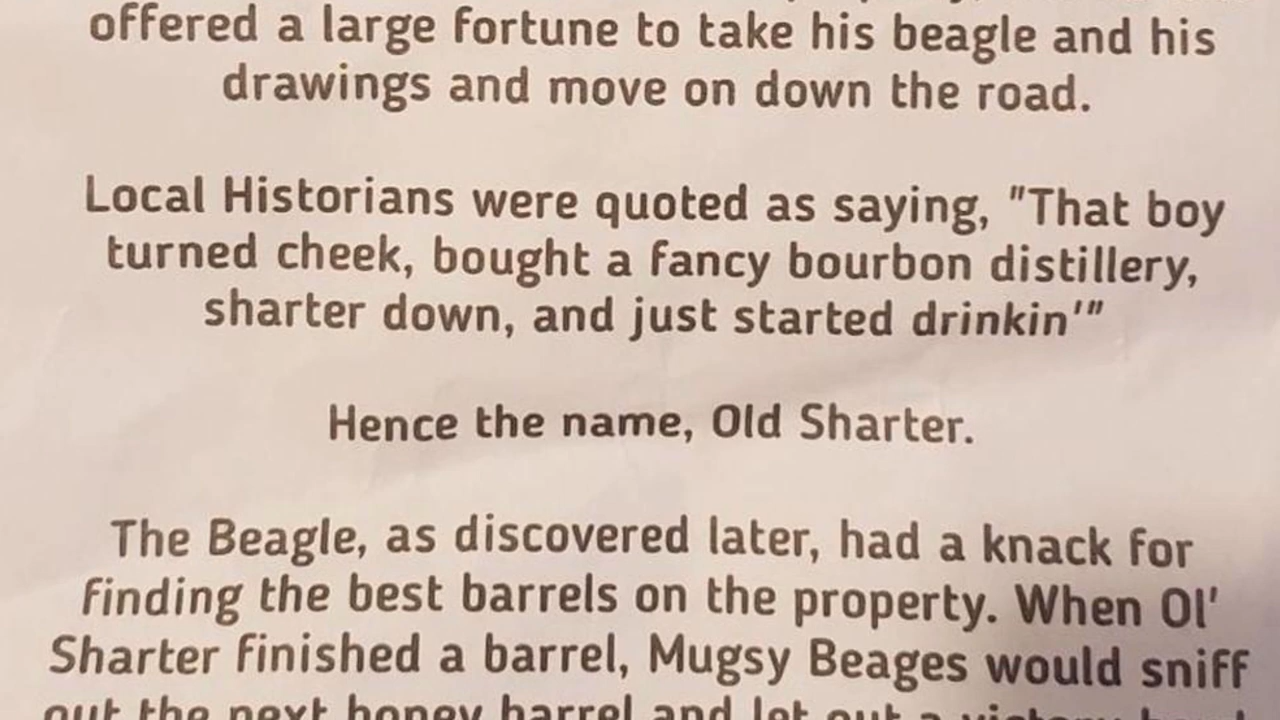 offered a large fortune to take his beagle and his
drawings and move on down the road.
Local Historians were quoted as saying, "That boy
turned cheek, bought a fancy bourbon distillery,
sharter down, and just started drinkin'"
Hence the name, Old Sharter.
The Beagle, as discovered later, had a knack for
finding the best barrels on the property. When Ol'
Sharter finished a barrel, Mugsy Beages would sniff
out the next honey barrel and let out a victory